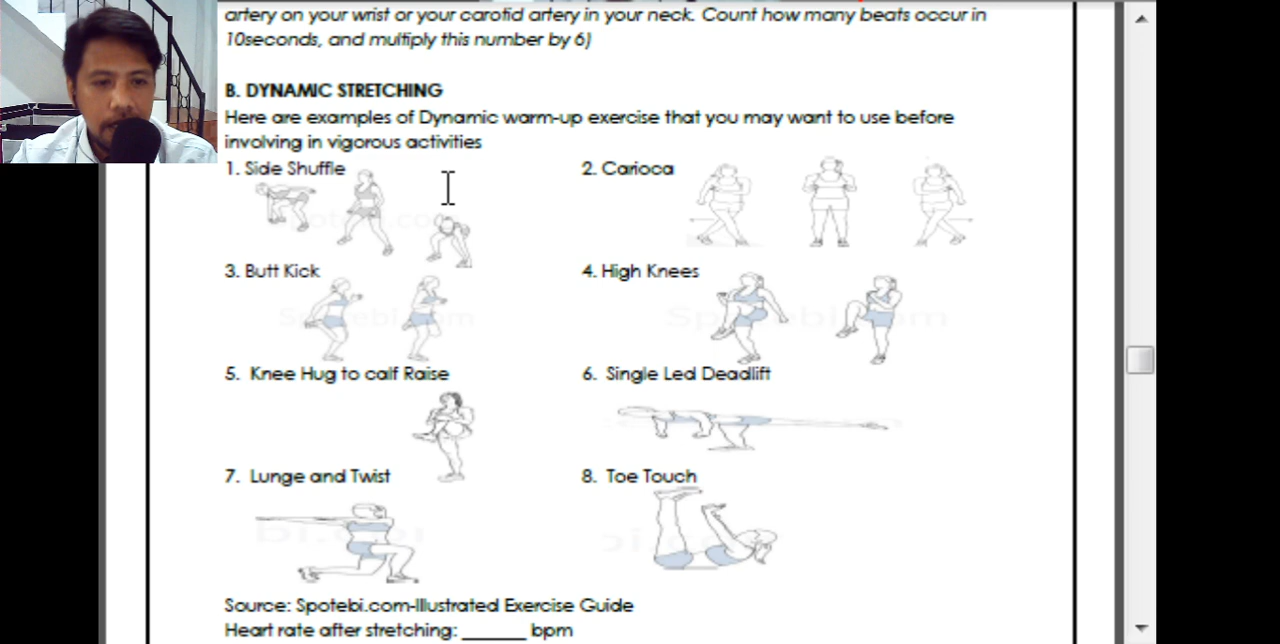 artery on your wrist or your carotid artery in your neck. Count how many beats occur in
10seconds, and multiply this number by 6)
B. DYNAMIC STRETCHING
Here are examples of Dynamic warm-up exercise that you may want to use before
involving in vigorous activities
1. Side Shuffle
2. Carioca
3. Butt Kick
4. High Knees
5. Knee Hug to calf Raise
6. Single Led Deadlift
7. Lunge and Twist
8. Toe Touch
Source: Spotebi.com-Illustrated Exercise Guide
Heart rate after stretching: ______ bpm